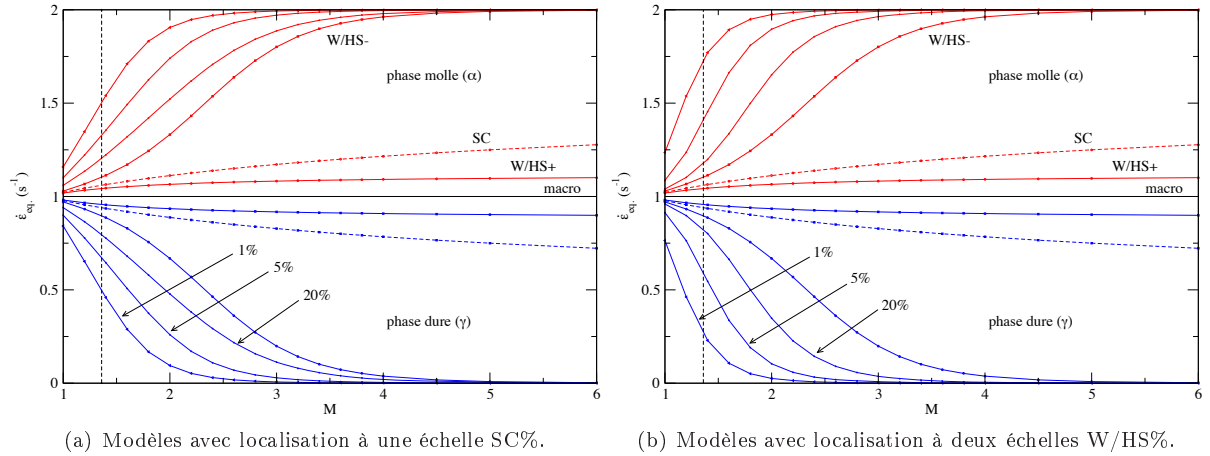 2
1.5
1
0.5
0
ε̇eq. (s⁻¹)
W/HS-
phase molle (α)
SC
W/HS+
macro
1%
5%
20%
phase dure (γ)
1 2 3 4 5 6
M
(a) Modèles avec localisation à une échelle SC%.
2
1.5
1
0.5
0
ε̇eq. (s⁻¹)
W/HS-
phase molle (α)
SC
W/HS+
macro
1%
5%
20%
phase dure (γ)
1 2 3 4 5 6
M
(b) Modèles avec localisation à deux échelles W/HS%.